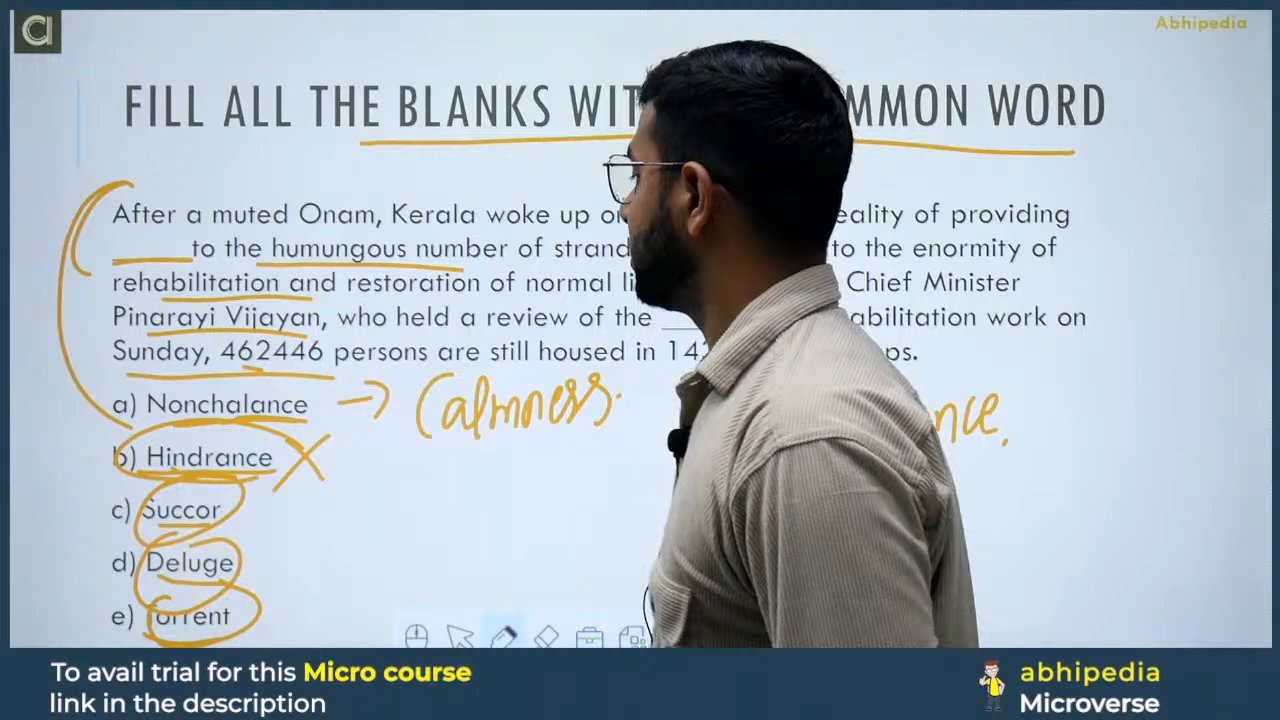 Abhipedia
FILL ALL THE BLANKS WIT MMON WORD
After a muted Onam, Kerala woke up eality of providing
______to the humungous number of strand to the enormity of
rehabilitation and restoration of normal li Chief Minister
Pinarayi Vijayan, who held a review of the abilitation work on
Sunday, 462446 persons are still housed in 14 ps.
a) Nonchalance → Calmness. nce.
b) Hindrance X
c) Succor
d) Deluge
e) Torrent
To avail trial for this Micro course
link in the description
abhipedia
Microverse